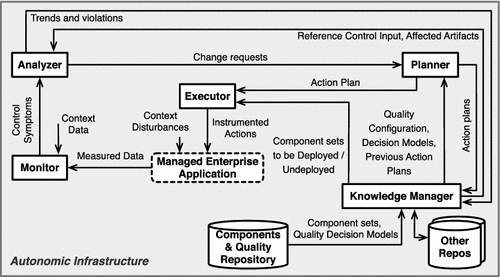 Trends and violations
Reference Control Input, Affected Artifacts
Analyzer
Change requests
Planner
Action Plan
Executor
Control
Symptoms
Context
Data
Context
Disturbances
Instrumented
Actions
Component sets
to be Deployed /
Undeployed
Quality
Configuration,
Decision Models,
Previous Action
Plans
Action plans
Monitor
Measured Data
Managed Enterprise
Application
Knowledge Manager
Components
& Quality
Repository
Component sets,
Quality Decision Models
Other
Repos
Autonomic Infrastructure